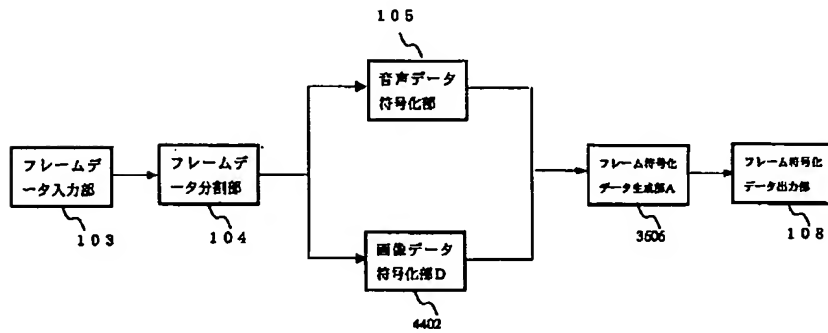 105
音声データ
符号化部
フレームデ
ータ入力部
103
フレームデ
ータ分割部
104
画像データ
符号化部D
4402
フレーム符号化
データ生成部A
3506
フレーム符号化
データ出力部
108